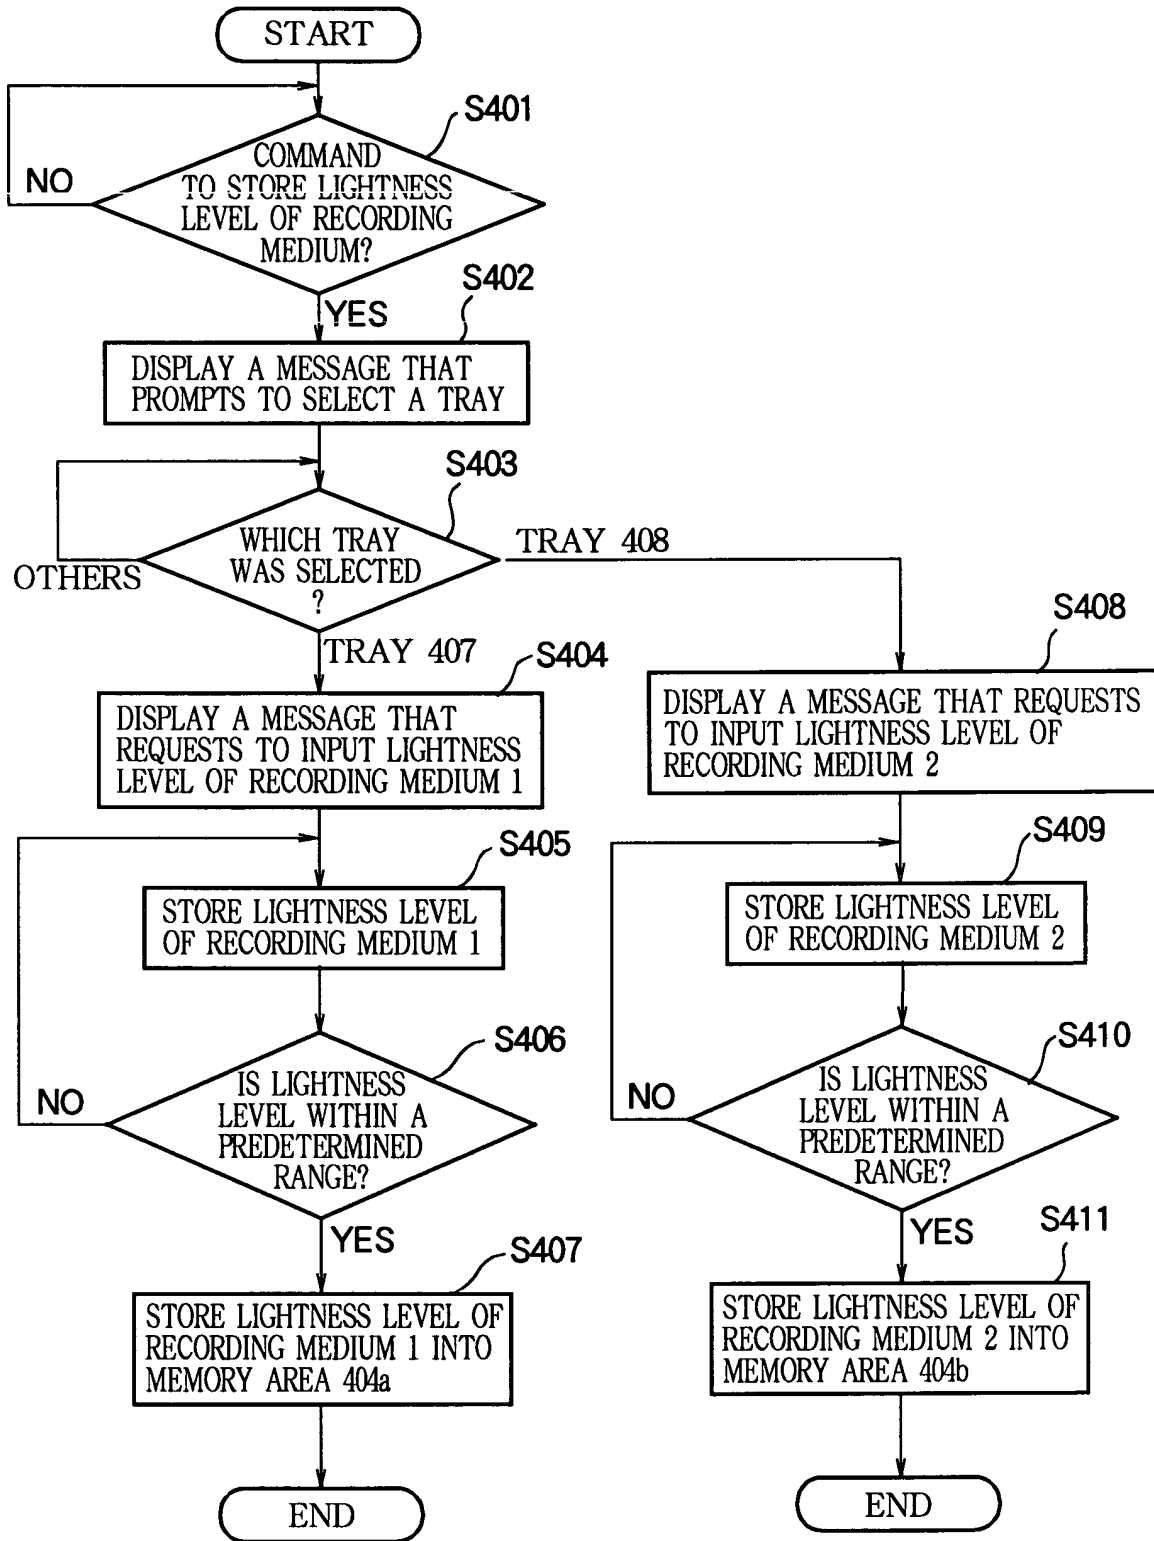 START
S401
NO
COMMAND
TO STORE LIGHTNESS
LEVEL OF RECORDING
MEDIUM?
S402
YES
DISPLAY A MESSAGE THAT
PROMPTS TO SELECT A TRAY
S403
WHICH TRAY
WAS SELECTED
?
TRAY 408
OTHERS
TRAY 407
S404
DISPLAY A MESSAGE THAT
REQUESTS TO INPUT LIGHTNESS
LEVEL OF RECORDING MEDIUM 1
S408
DISPLAY A MESSAGE THAT REQUESTS
TO INPUT LIGHTNESS LEVEL OF
RECORDING MEDIUM 2
S405
STORE LIGHTNESS LEVEL
OF RECORDING MEDIUM 1
S409
STORE LIGHTNESS LEVEL
OF RECORDING MEDIUM 2
S406
NO
IS LIGHTNESS
LEVEL WITHIN A
PREDETERMINED
RANGE?
S410
NO
IS LIGHTNESS
LEVEL WITHIN A
PREDETERMINED
RANGE?
YES
S407
STORE LIGHTNESS LEVEL OF
RECORDING MEDIUM 1 INTO
MEMORY AREA 404a
YES
S411
STORE LIGHTNESS LEVEL OF
RECORDING MEDIUM 2 INTO
MEMORY AREA 404b
END
END